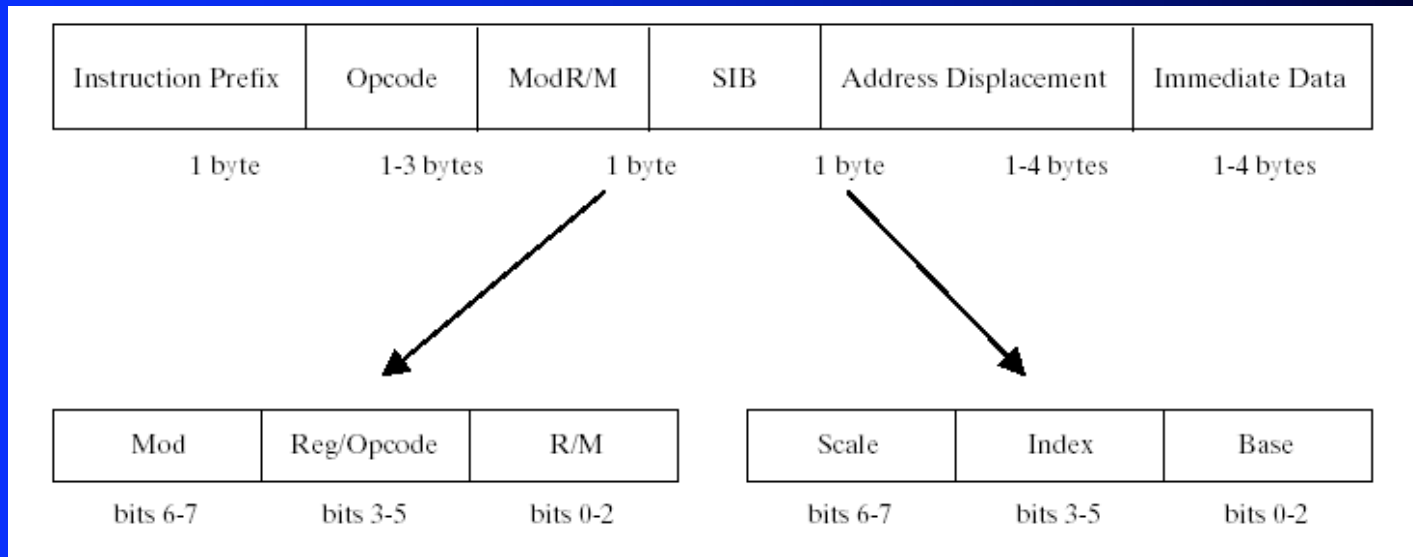 Instruction Prefix Opcode ModR/M SIB Address Displacement Immediate Data
1 byte 1-3 bytes 1 byte 1 byte 1-4 bytes 1-4 bytes
Mod Reg/Opcode R/M Scale Index Base
bits 6-7 bits 3-5 bits 0-2 bits 6-7 bits 3-5 bits 0-2